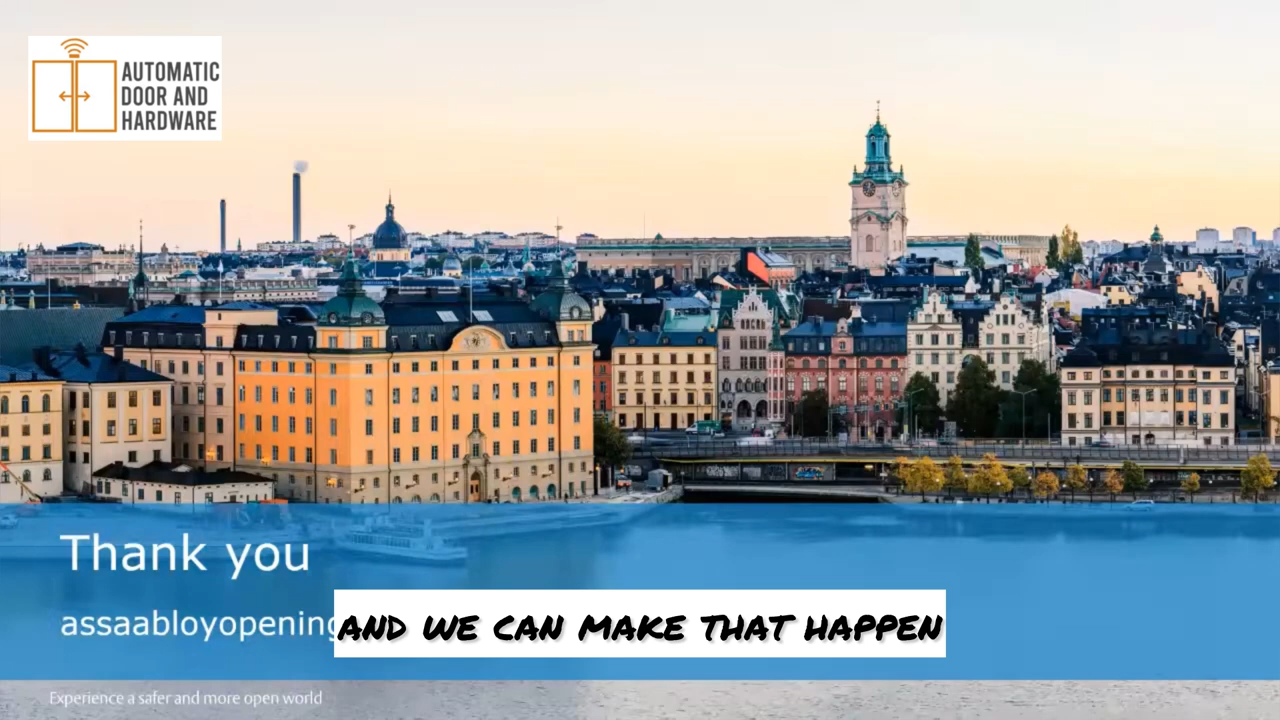 AUTOMATIC
DOOR AND
HARDWARE
Thank you
assaabloyopening
AND WE CAN MAKE THAT HAPPEN
Experience a safer and more open world